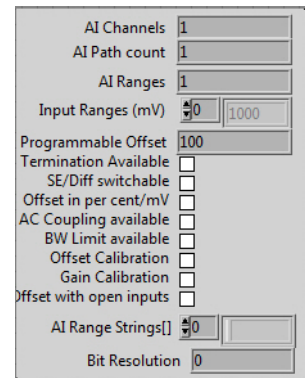 AI Channels 1
AI Path count 1
AI Ranges 1
Input Ranges (mV) 0 1000
Programmable Offset 100
Termination Available
SE/Diff switchable
Offset in per cent/mV
AC Coupling available
BW Limit available
Offset Calibration
Gain Calibration
Offset with open inputs
AI Range Strings[] 0
Bit Resolution 0